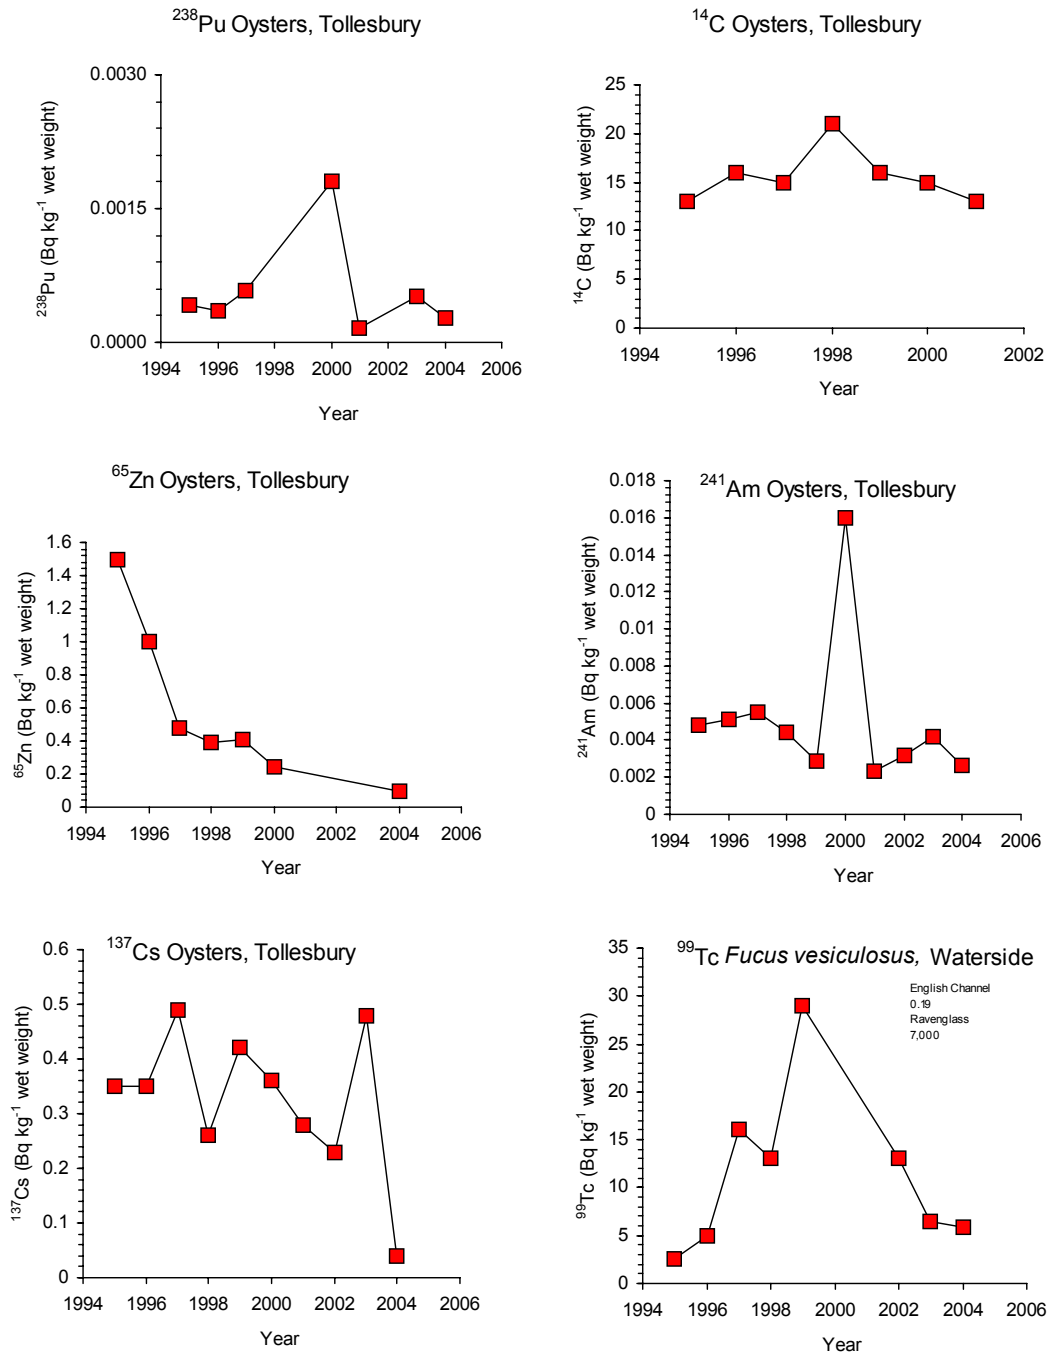 ²³⁸Pu Oysters, Tollesbury
0.0030
0.0015
0.0000
²³⁸Pu (Bq kg⁻¹ wet weight)
1994 1996 1998 2000 2002 2004 2006
Year
¹⁴C Oysters, Tollesbury
25
20
15
10
5
0
¹⁴C (Bq kg⁻¹ wet weight)
1994 1996 1998 2000 2002
Year
⁶⁵Zn Oysters, Tollesbury
1.6
1.4
1.2
1
0.8
0.6
0.4
0.2
0
⁶⁵Zn (Bq kg⁻¹ wet weight)
1994 1996 1998 2000 2002 2004 2006
Year
²⁴¹Am Oysters, Tollesbury
0.018
0.016
0.014
0.012
0.01
0.008
0.006
0.004
0.002
0
²⁴¹Am (Bq kg⁻¹ wet weight)
1994 1996 1998 2000 2002 2004 2006
Year
¹³⁷Cs Oysters, Tollesbury
0.6
0.5
0.4
0.3
0.2
0.1
0
¹³⁷Cs (Bq kg⁻¹ wet weight)
1994 1996 1998 2000 2002 2004 2006
Year
⁹⁹Tc Fucus vesiculosus, Waterside
English Channel
0.19
Ravenglass
7,000
35
30
25
20
15
10
5
0
⁹⁹Tc (Bq kg⁻¹ wet weight)
1994 1996 1998 2000 2002 2004 2006
Year